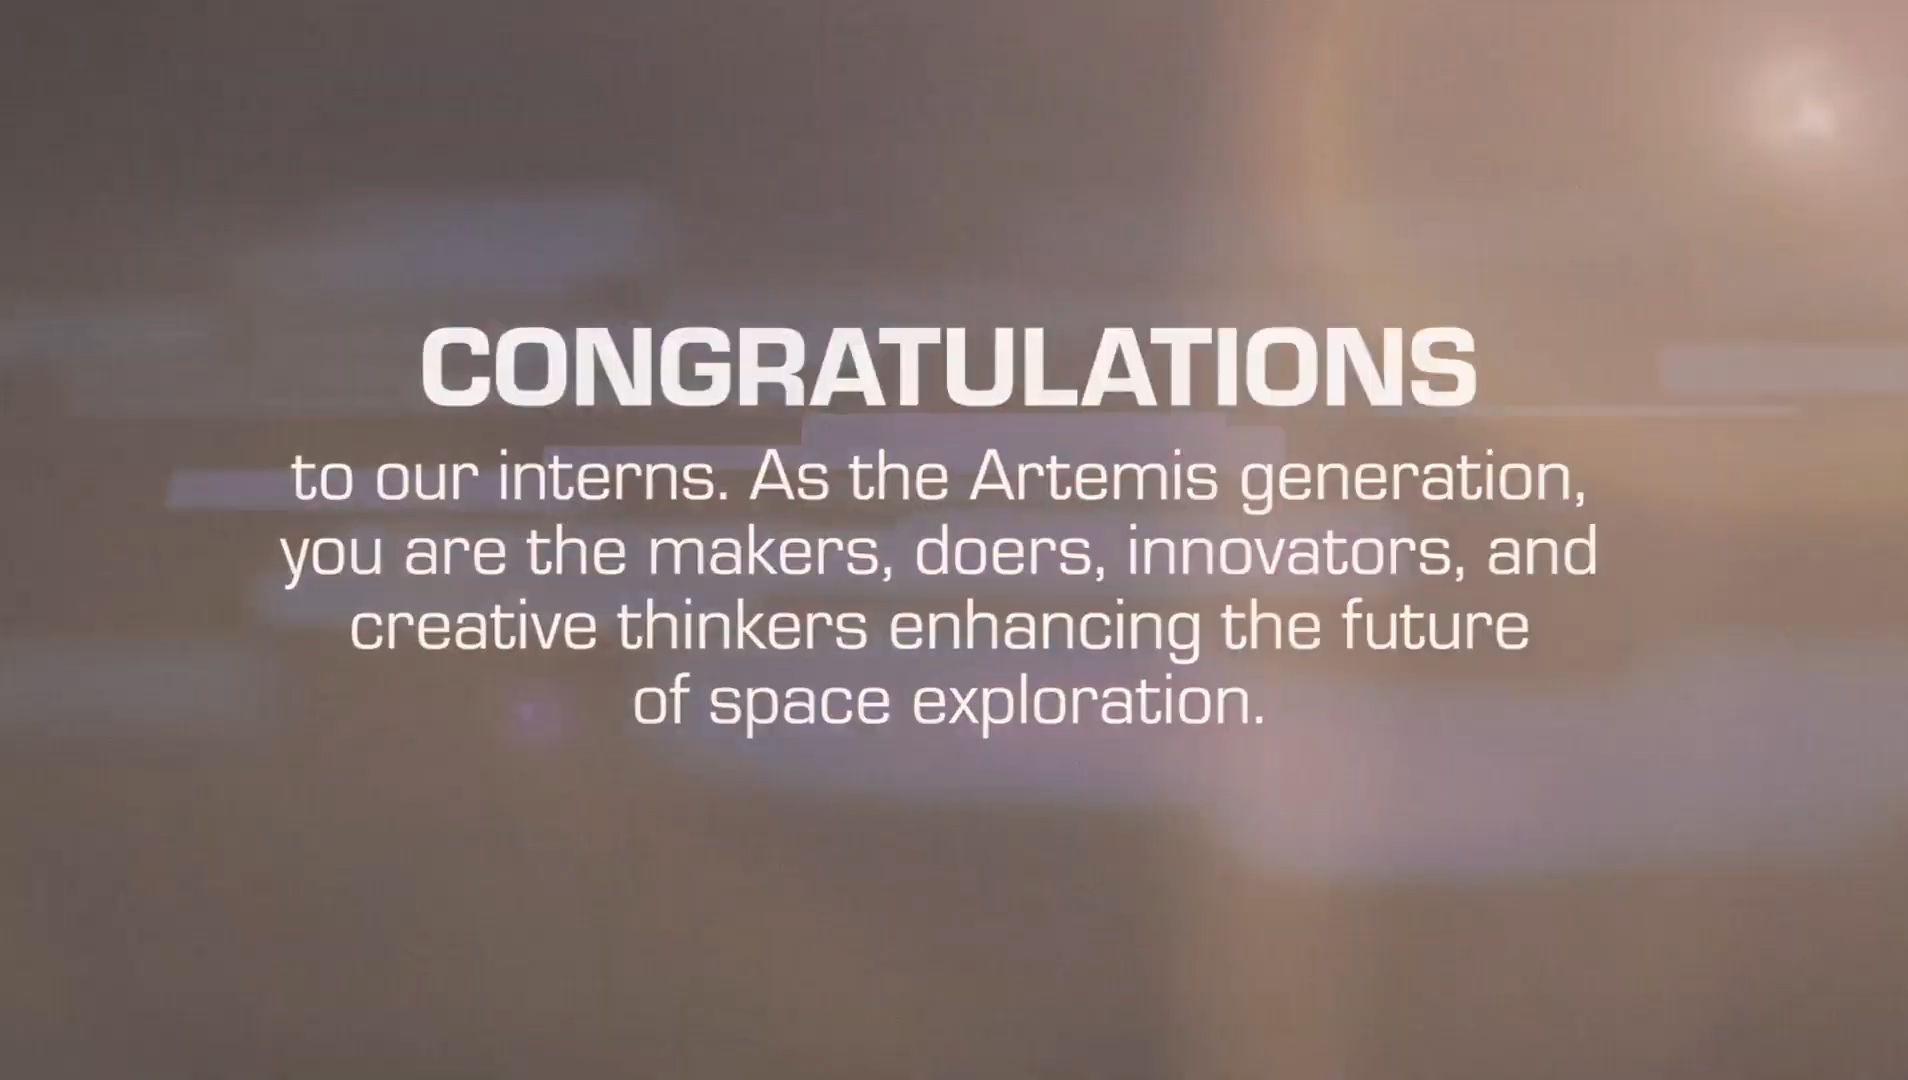 CONGRATULATIONS
to our interns. As the Artemis generation,
you are the makers, doers, innovators, and
creative thinkers enhancing the future
of space exploration.